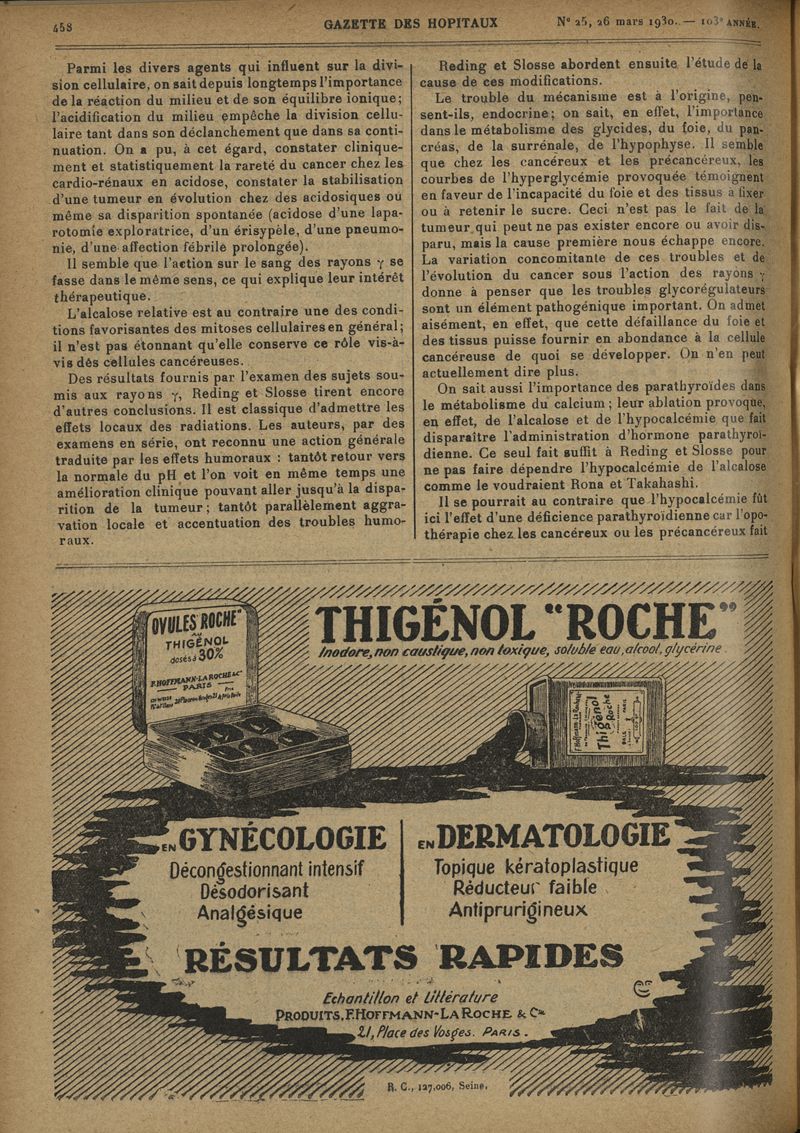 458
GAZETTE DES HOPITAUX
N° 25, 26 mars 1930. — 103e ANNÉE.
Parmi les divers agents qui influent sur la divi-
sion cellulaire, on sait depuis longtemps l'importance
de la réaction du milieu et de son équilibre ionique;
l'acidification du milieu empêche la division cellu-
laire tant dans son déclanchement que dans sa conti-
nuation. On a pu, à cet égard, constater clinique-
ment et statistiquement la rareté du cancer chez les
cardio-rénaux en acidose, constater la stabilisation
d'une tumeur en évolution chez des acidosiques ou
même sa disparition spontanée (acidose d'une lapa-
rotomie exploratrice, d'un érisypèle, d'une pneumo-
nie, d'une affection fébrile prolongée).
Il semble que l'action sur le sang des rayons γ se
fasse dans le même sens, ce qui explique leur intérêt
thérapeutique.
L'alcalose relative est au contraire une des condi-
tions favorisantes des mitoses cellulaires en général;
il n'est pas étonnant qu'elle conserve ce rôle vis-à-
vis dês cellules cancéreuses.
Des résultats fournis par l'examen des sujets sou-
mis aux rayons γ, Reding et Slosse tirent encore
d'autres conclusions. Il est classique d'admettre les
effets locaux des radiations. Les auteurs, par des
examens en série, ont reconnu une action générale
traduite par les effets humoraux : tantôt retour vers
la normale du pH et l'on voit en même temps une
amélioration clinique pouvant aller jusqu'à la dispa-
rition de la tumeur; tantôt parallèlement aggra-
vation locale et accentuation des troubles humo-
raux.
Reding et Slosse abordent ensuite l'étude de la
cause de ces modifications.
Le trouble du mécanisme est à l'origine, pen-
sent-ils, endocrine; on sait, en effet, l'importance
dans le métabolisme des glycides, du foie, du pan-
créas, de la surrénale, de l'hypophyse. Il semble
que chez les cancéreux et les précancéreux, les
courbes de l'hyperglycémie provoquée témoignent
en faveur de l'incapacité du foie et des tissus à fixer
ou à retenir le sucre. Ceci n'est pas le fait de la
tumeur qui peut ne pas exister encore ou avoir dis-
paru, mais la cause première nous échappe encore.
La variation concomitante de ces troubles et de
l'évolution du cancer sous l'action des rayons γ
donne à penser que les troubles glycorégulateurs
sont un élément pathogénique important. On admet
aisément, en effet, que cette défaillance du foie et
des tissus puisse fournir en abondance à la cellule
cancéreuse de quoi se développer. On n'en peut
actuellement dire plus.
On sait aussi l'importance des parathyroïdes dans
le métabolisme du calcium; leur ablation provoque,
en effet, de l'alcalose et de l'hypocalcémie que fait
disparaître l'administration d'hormone parathyroï-
dienne. Ce seul fait suffit à Reding et Slosse pour
ne pas faire dépendre l'hypocalcémie de l'alcalose
comme le voudraient Rona et Takahashi.
Il se pourrait au contraire que l'hypocalcémie fût
ici l'effet d'une déficience parathyroïdienne car l'opo-
thérapie chez les cancéreux ou les précancéreux fait
OVULES "ROCHE"
AU
THIGÉNOL
dosés à 30%
F. HOFFMANN-LA ROCHE & Cie
PARIS
THIGÉNOL "ROCHE"
Inodore, non caustique, non toxique, soluble eau, alcool, glycérine.
Thigénol
Roche
EN GYNÉCOLOGIE
Décongestionnant intensif
Désodorisant
Analgésique
EN DERMATOLOGIE
Topique kératoplastique
Réducteur faible
Antiprurigineux
RÉSULTATS RAPIDES
Echantillon et Littérature
PRODUITS, F. HOFFMANN-LA ROCHE & Cie
21, Place des Vosges. PARIS.
R. C., 127,006, Seine.